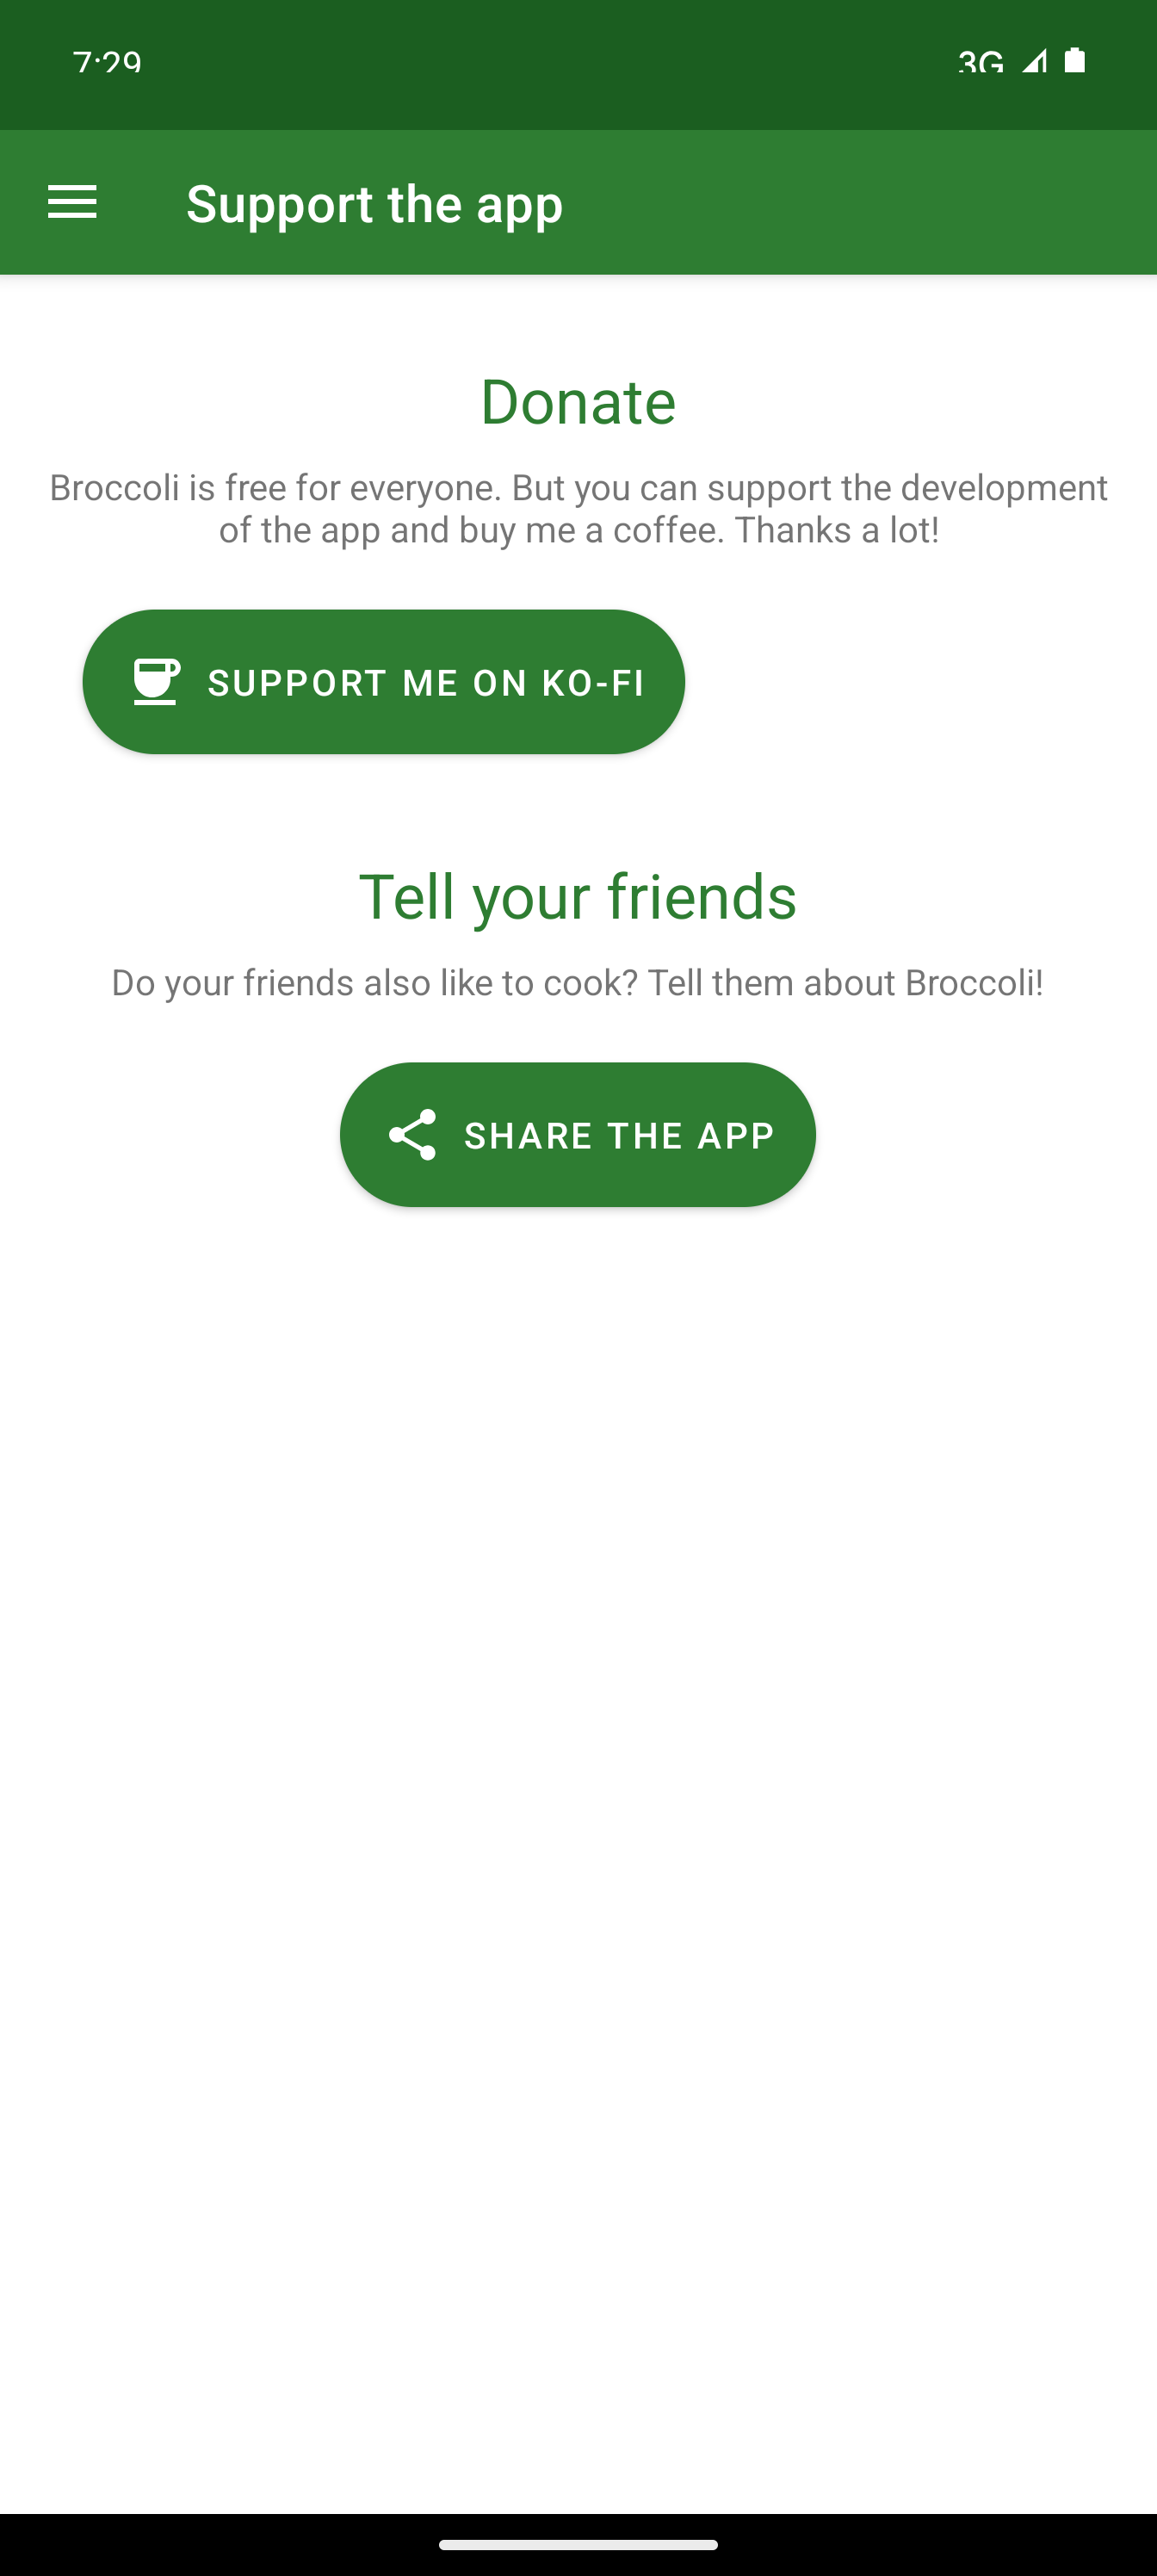 7:29
3G
Support the app
Donate
Broccoli is free for everyone. But you can support the development
of the app and buy me a coffee. Thanks a lot!
SUPPORT ME ON KO-FI
Tell your friends
Do your friends also like to cook? Tell them about Broccoli!
SHARE THE APP